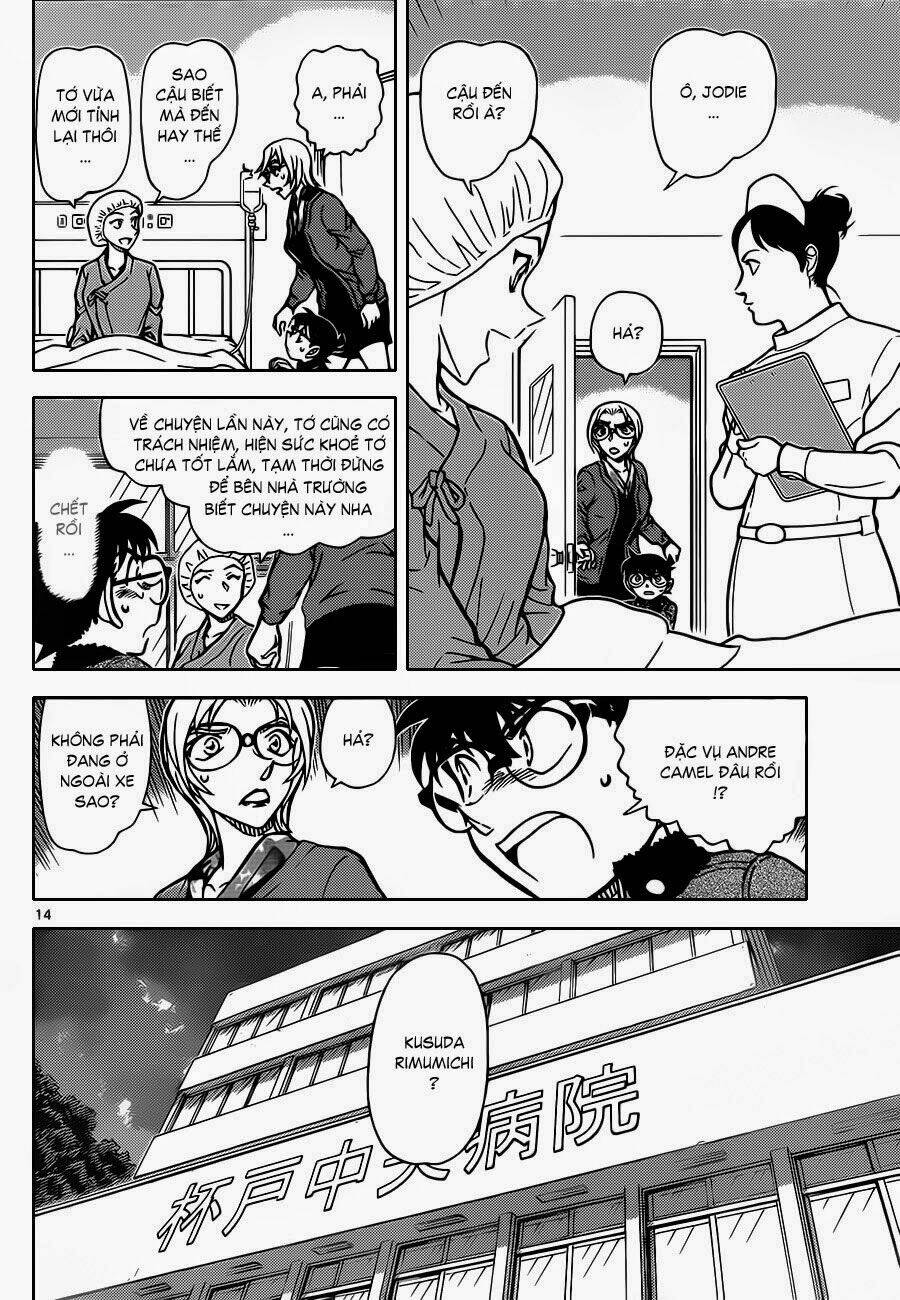 Ô, JODIE
...
CẬU ĐẾN
RỒI À?
HẢ?
A, PHẢI
...
SAO
CẬU BIẾT
MÀ ĐẾN
HAY THẾ
...
TỚ VỪA
MỚI TỈNH
LẠI THÔI
...
VỀ CHUYỆN LẦN NÀY, TỚ CŨNG CÓ
TRÁCH NHIỆM, HIỆN SỨC KHOẺ TỚ
CHƯA TỐT LẮM, TẠM THỜI ĐỪNG
ĐỂ BÊN NHÀ TRƯỜNG
BIẾT CHUYỆN NÀY NHA
...
CHẾT
RỒI
...
ĐẶC VỤ ANDRE
CAMEL ĐÂU RỒI
!?
HẢ?
KHÔNG PHẢI
ĐANG Ở
NGOÀI XE
SAO?
14
KUSUDA
RIMUMICHI
?
杯戸中央病院